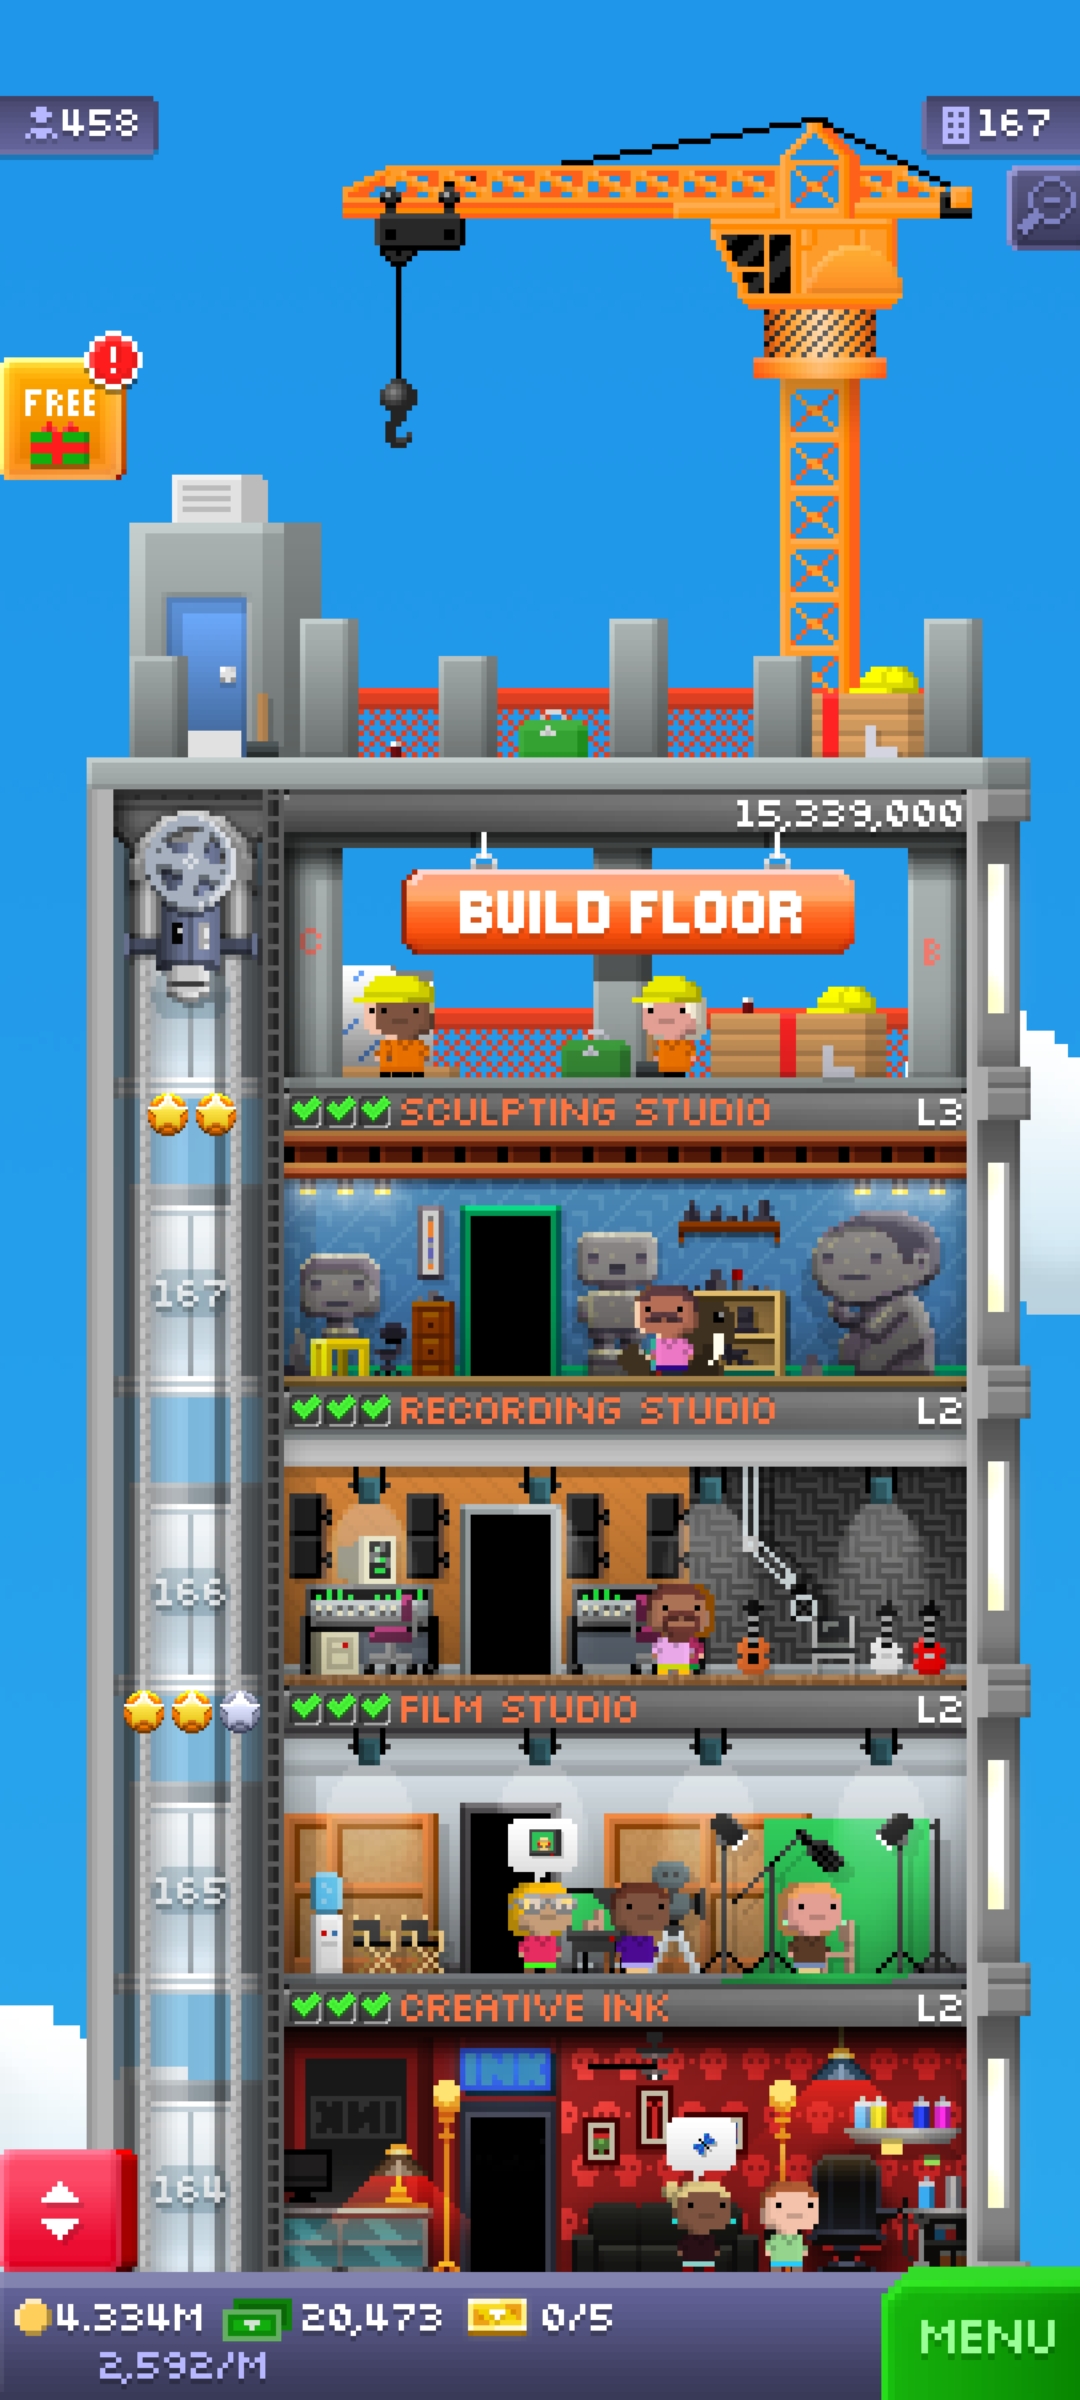 458
167
FREE
15,339,000
BUILD FLOOR
C
B
SCULPTING STUDIO L3
167
RECORDING STUDIO L2
166
FILM STUDIO L2
165
CREATIVE INK L2
INK
INK
164
4.334M 20,473 0/5
2,592/M
MENU